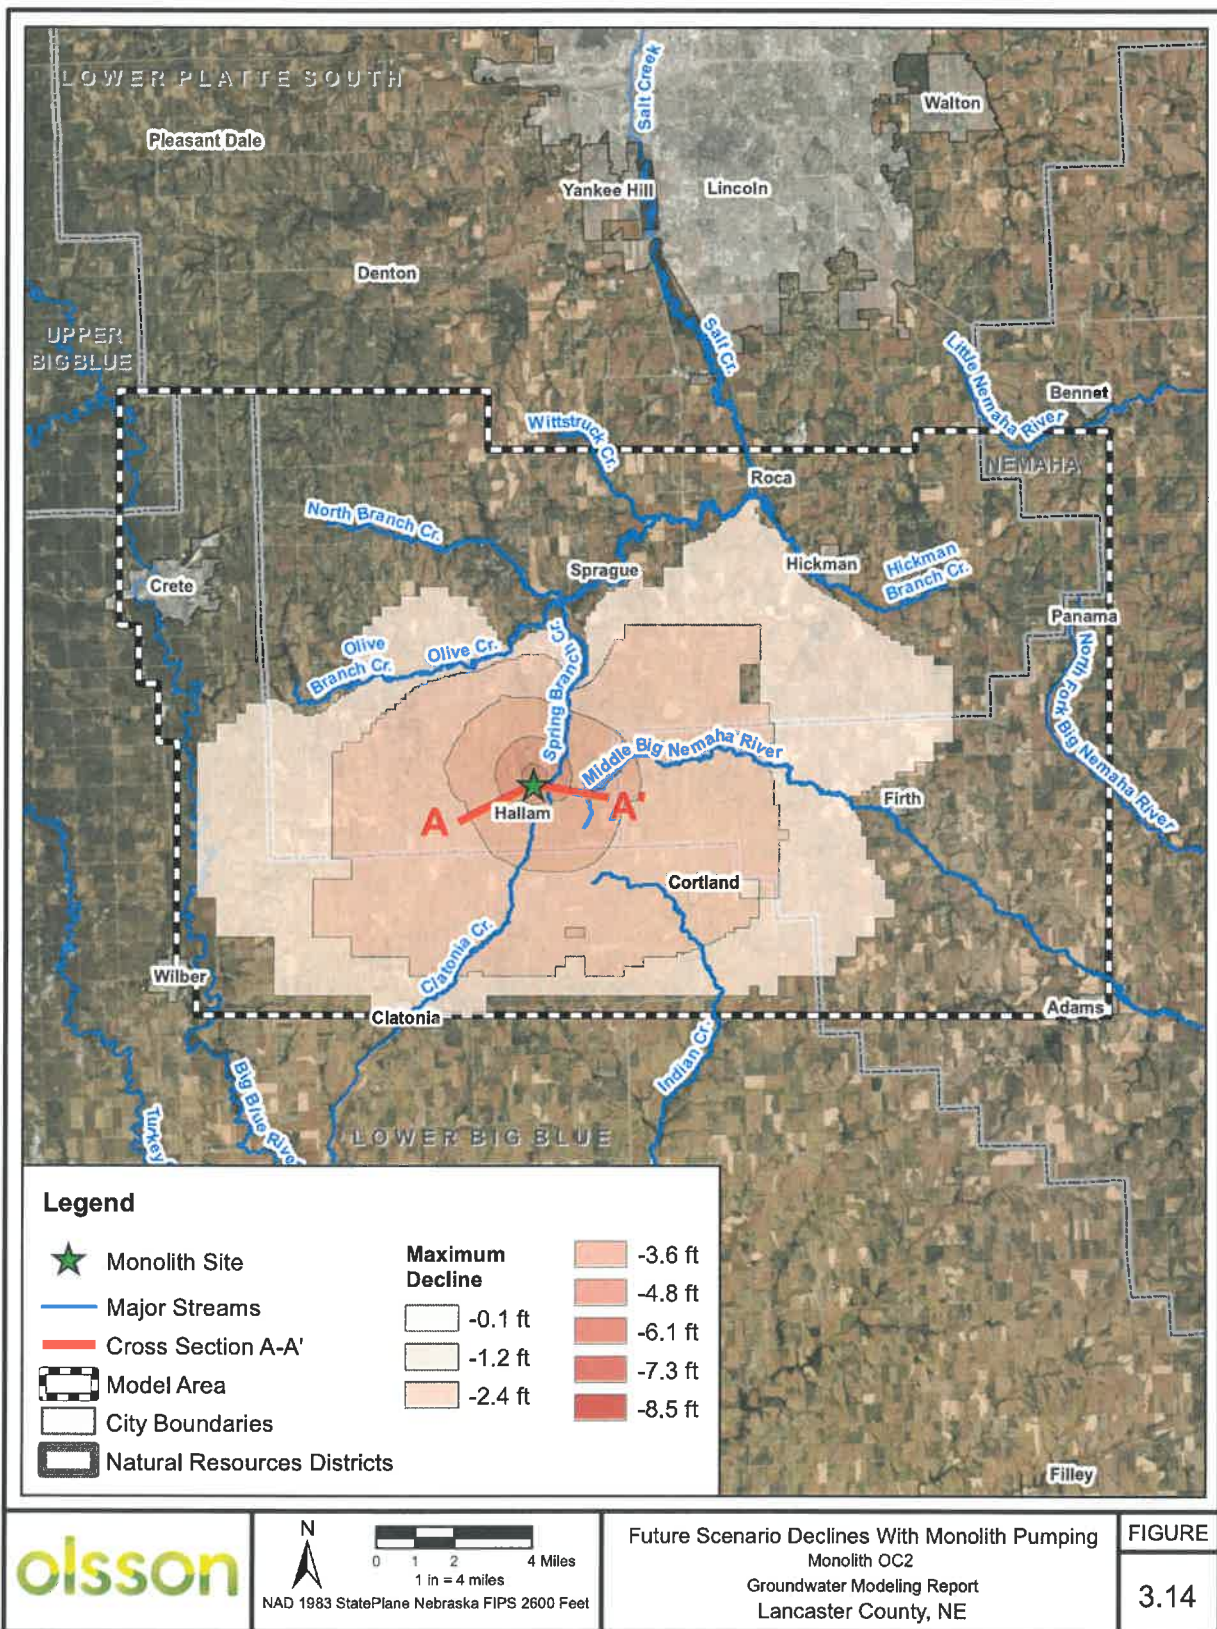 LOWER PLATTE SOUTH
Salt Creek
Walton
Pleasant Dale
Yankee Hill
Lincoln
Denton
UPPER
BIG BLUE
Salt Cr.
Little Nemaha River
Bennet
Wittstruck Cr.
NEMAHA
Roca
North Branch Cr.
Sprague
Hickman
Hickman
Branch Cr.
Crete
Panama
Olive
Branch Cr.
Olive Cr.
Spring Branch Cr.
North Fork Big Nemaha River
Middle Big Nemaha River
A
A'
Hallam
Firth
Cortland
Clatonia Cr.
Wilber
Clatonia
Adams
Indian Cr.
Big Blue River
Turkey
LOWER BIG BLUE
Legend
Monolith Site
Major Streams
Cross Section A-A'
Model Area
City Boundaries
Natural Resources Districts
Maximum
Decline
-0.1 ft
-1.2 ft
-2.4 ft
-3.6 ft
-4.8 ft
-6.1 ft
-7.3 ft
-8.5 ft
Filley
olsson
N
0 1 2 4 Miles
1 in = 4 miles
NAD 1983 StatePlane Nebraska FIPS 2600 Feet
Future Scenario Declines With Monolith Pumping
Monolith OC2
Groundwater Modeling Report
Lancaster County, NE
FIGURE
3.14